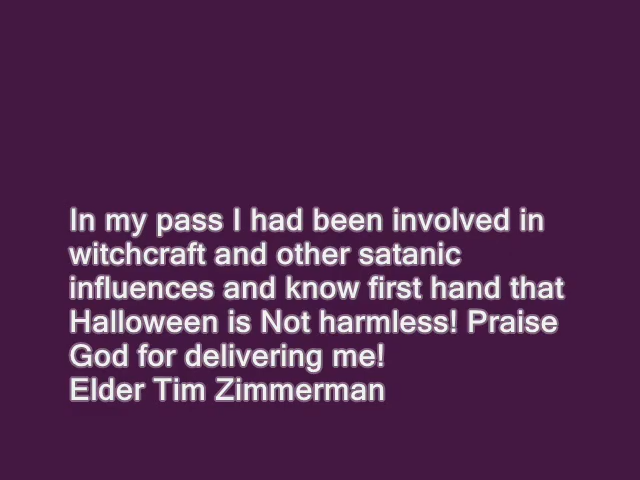 In my pass I had been involved in
witchcraft and other satanic
influences and know first hand that
Halloween is Not harmless! Praise
God for delivering me!
Elder Tim Zimmerman